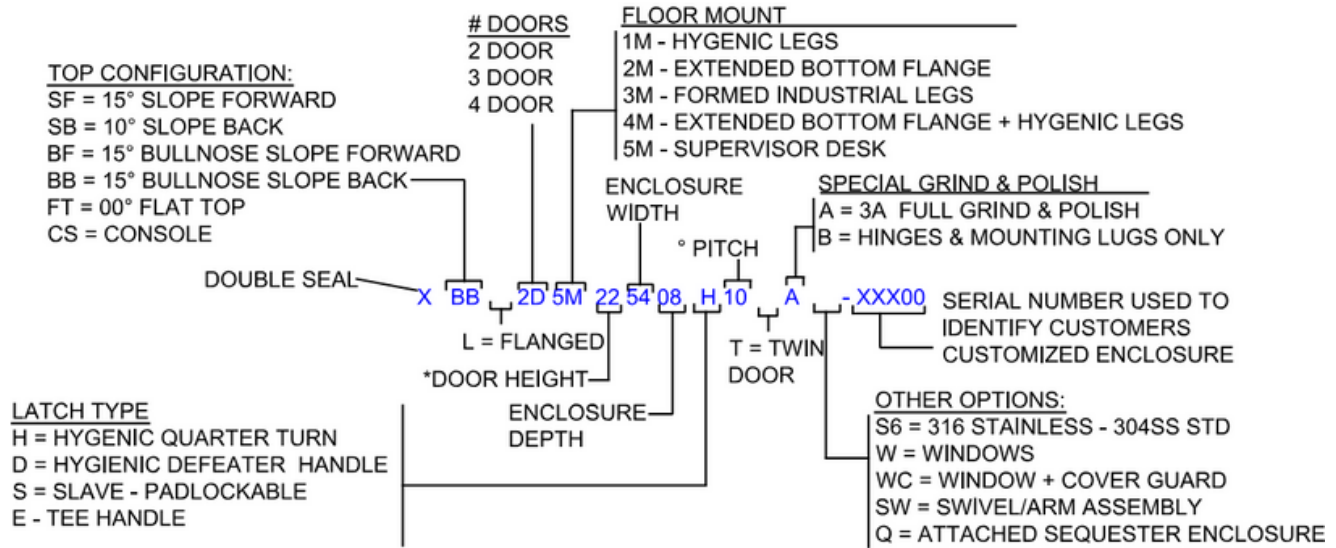 # DOORS
2 DOOR
3 DOOR
4 DOOR
FLOOR MOUNT
1M - HYGENIC LEGS
2M - EXTENDED BOTTOM FLANGE
3M - FORMED INDUSTRIAL LEGS
4M - EXTENDED BOTTOM FLANGE + HYGENIC LEGS
5M - SUPERVISOR DESK
TOP CONFIGURATION:
SF = 15° SLOPE FORWARD
SB = 10° SLOPE BACK
BF = 15° BULLNOSE SLOPE FORWARD
BB = 15° BULLNOSE SLOPE BACK
FT = 00° FLAT TOP
CS = CONSOLE
ENCLOSURE
WIDTH
SPECIAL GRIND & POLISH
A = 3A FULL GRIND & POLISH
B = HINGES & MOUNTING LUGS ONLY
° PITCH
DOUBLE SEAL
X BB 2D 5M 22 54 08 H 10 A - XXX00
SERIAL NUMBER USED TO
IDENTIFY CUSTOMERS
CUSTOMIZED ENCLOSURE
L = FLANGED
T = TWIN
DOOR
*DOOR HEIGHT
ENCLOSURE
DEPTH
LATCH TYPE
H = HYGENIC QUARTER TURN
D = HYGIENIC DEFEATER HANDLE
S = SLAVE - PADLOCKABLE
E - TEE HANDLE
OTHER OPTIONS:
S6 = 316 STAINLESS - 304SS STD
W = WINDOWS
WC = WINDOW + COVER GUARD
SW = SWIVEL/ARM ASSEMBLY
Q = ATTACHED SEQUESTER ENCLOSURE